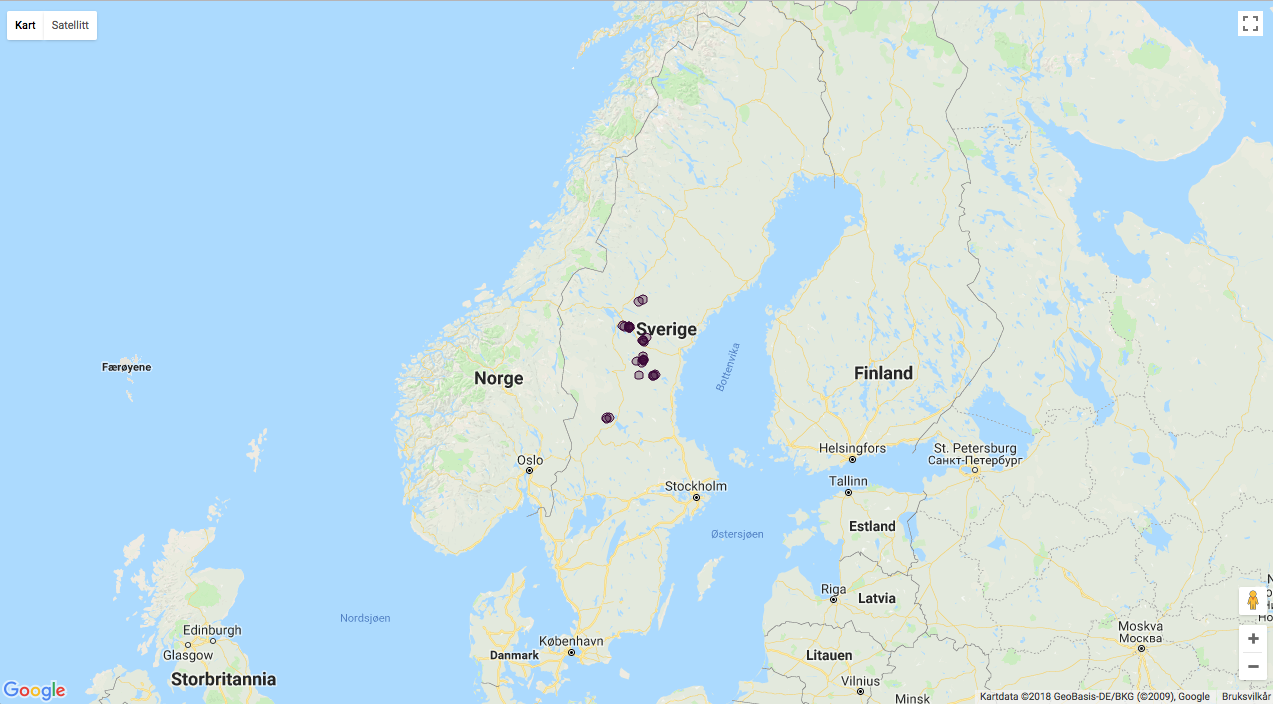 Kart Satellitt
Færøyene
Norge
Sverige
Finland
Bottenvika
Oslo
Stockholm
Helsingfors
St. Petersburg
Санкт-Петербург
Tallinn
Østersjøen
Estland
Riga
Latvia
Nordsjøen
Edinburgh
Glasgow
Storbritannia
København
Danmark
Litauen
Vilnius
Minsk
Moskva
Москва
Google
Kartdata ©2018 GeoBasis-DE/BKG (©2009), Google
Bruksvilkår